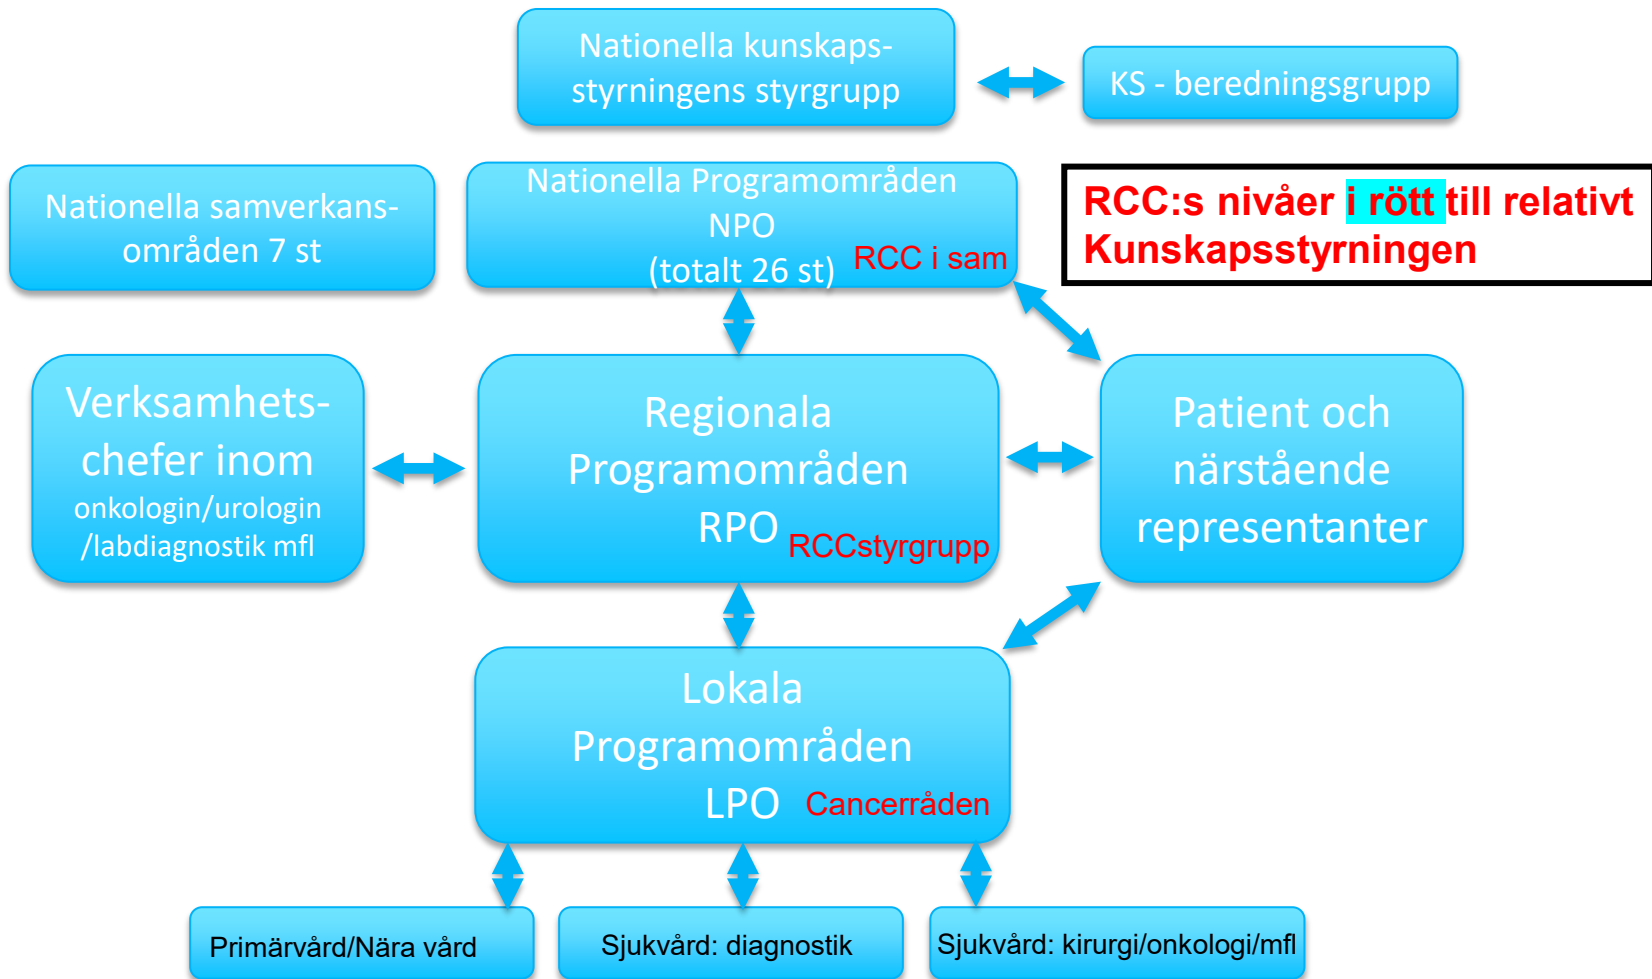 Nationella kunskaps-
styrningens styrgrupp
KS - beredningsgrupp
Nationella samverkans-
områden 7 st
Nationella Programområden
NPO
(totalt 26 st)
RCC i sam
RCC:s nivåer i rött till relativt
Kunskapsstyrningen
Verksamhets-
chefer inom
onkologin/urologin
/labdiagnostik mfl
Regionala
Programområden
RPO
RCCstyrgrupp
Patient och
närstående
representanter
Lokala
Programområden
LPO
Cancerråden
Primärvård/Nära vård
Sjukvård: diagnostik
Sjukvård: kirurgi/onkologi/mfl